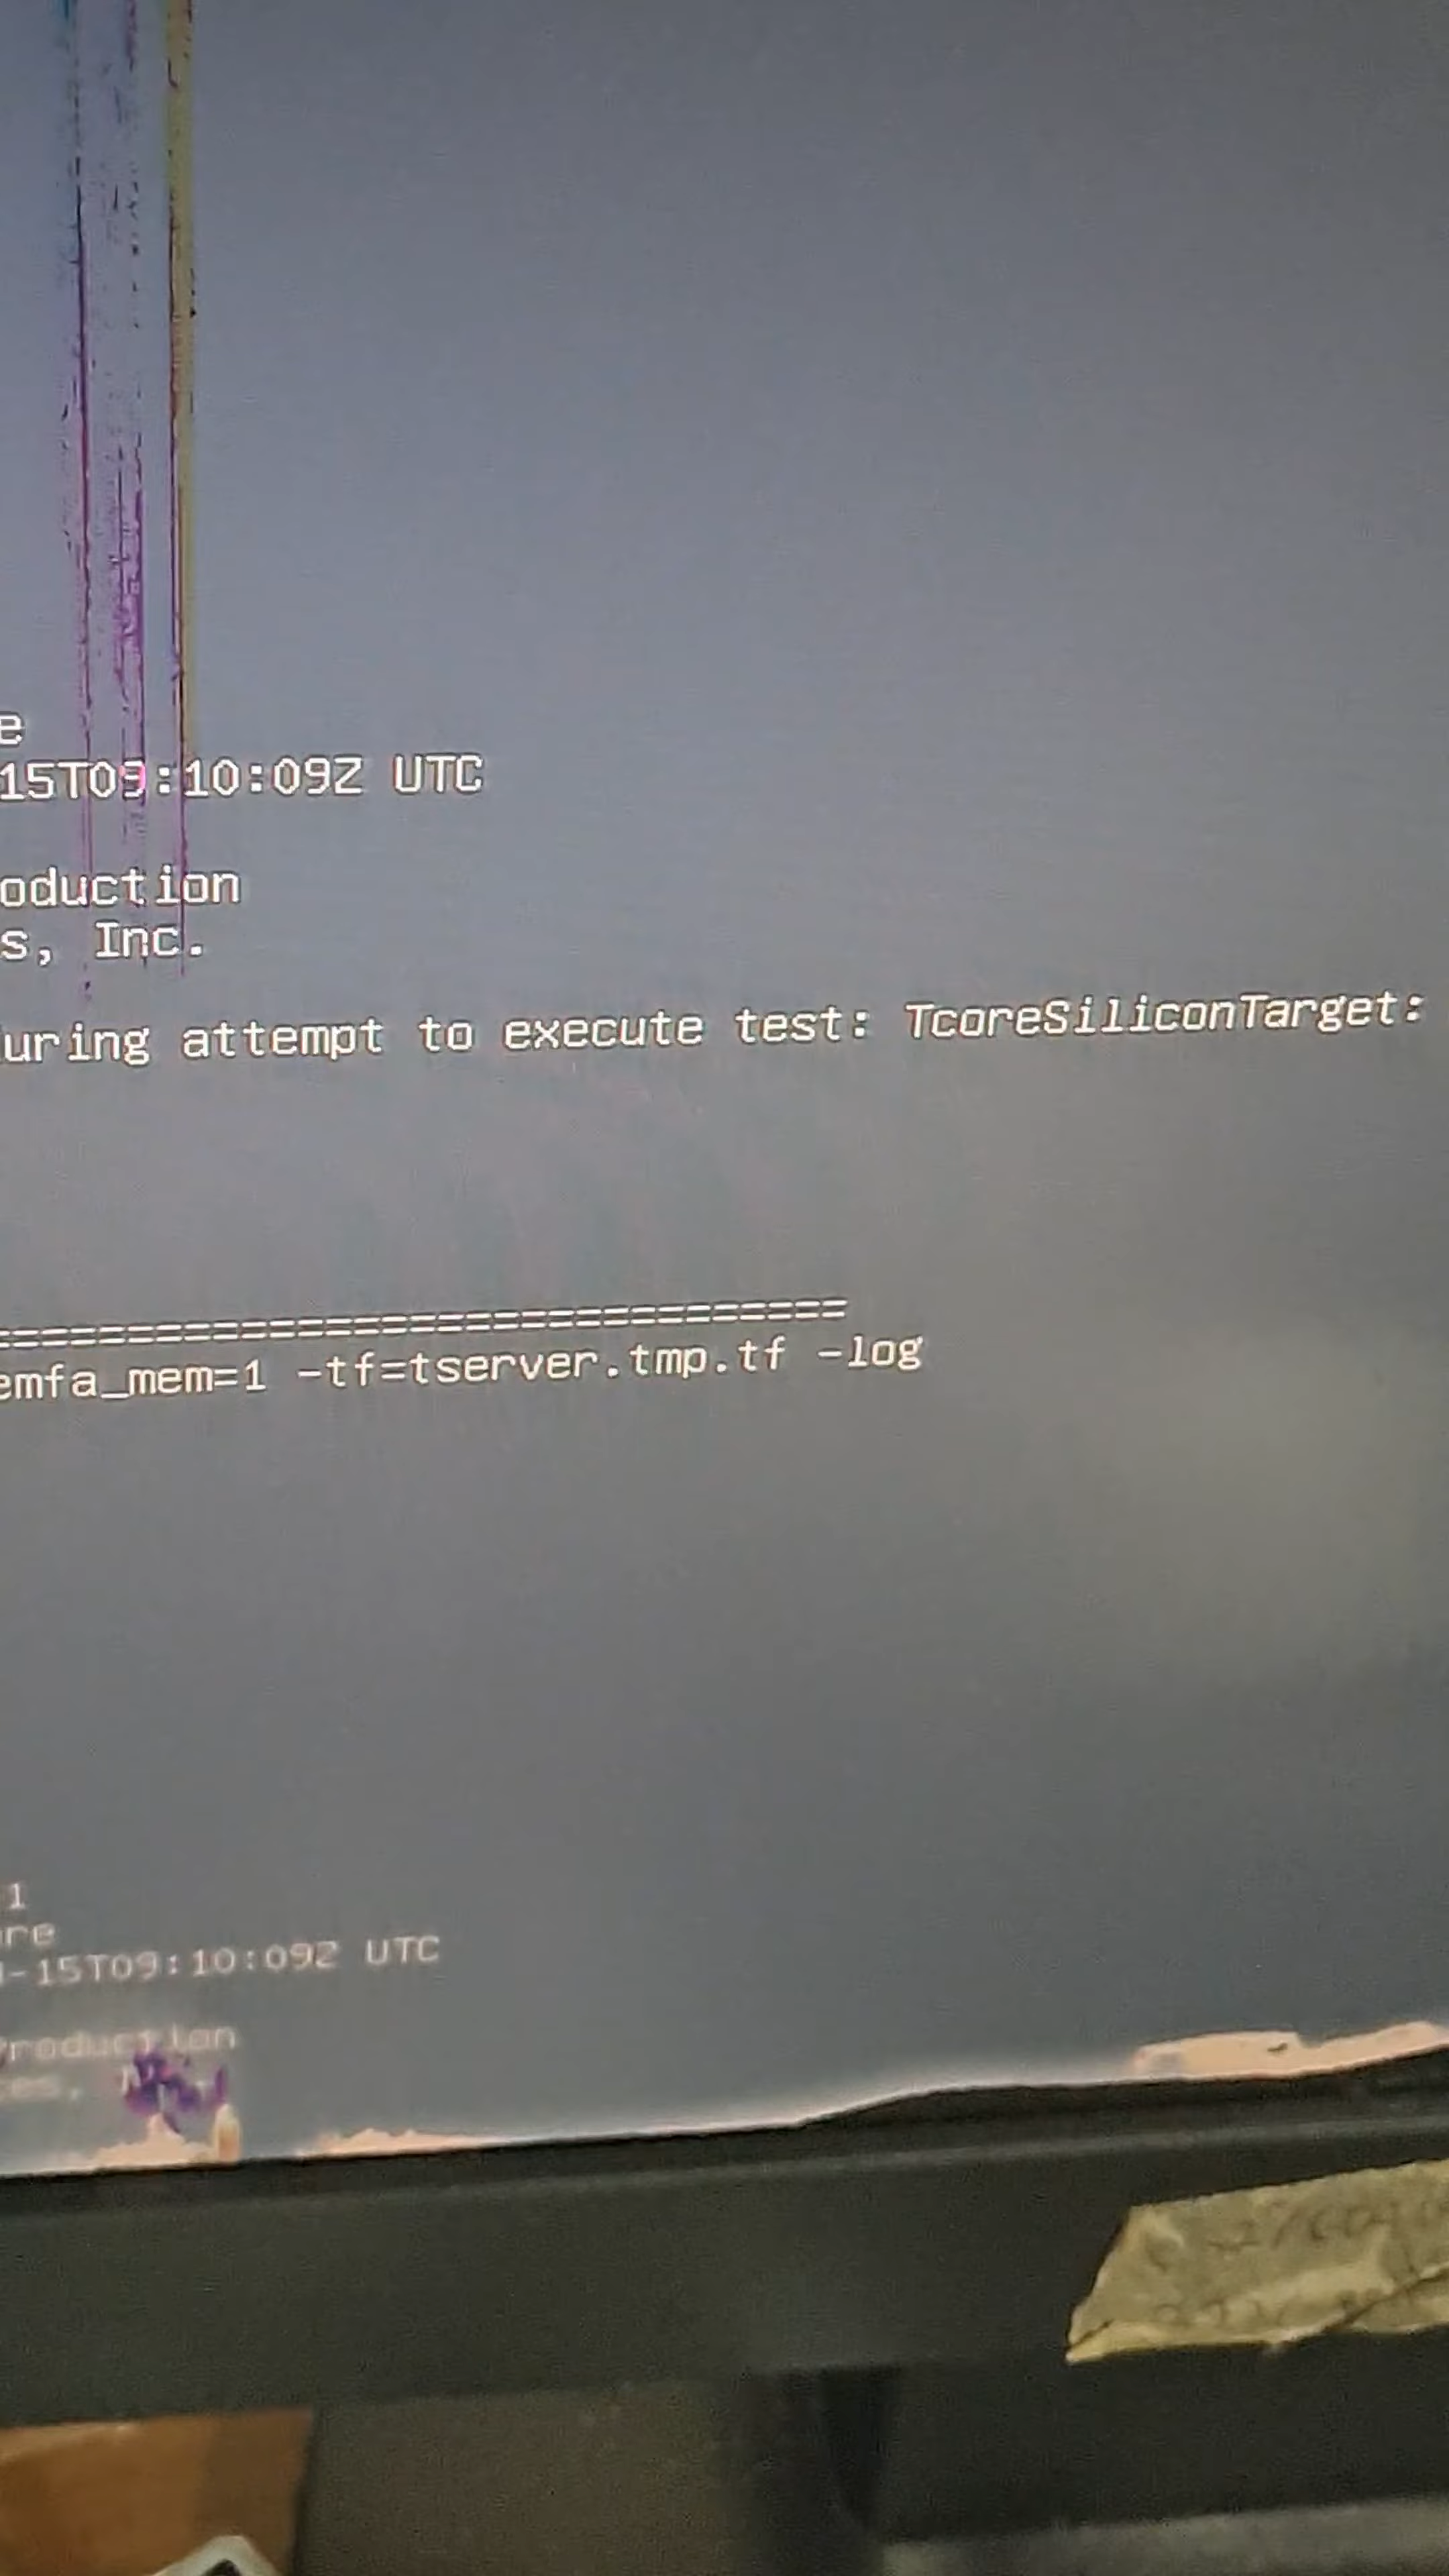 e
15T09:10:09Z UTC
oduction
s, Inc.
uring attempt to execute test: TcoreSiliconTarget:
==================================
emfa_mem=1 -tf=tserver.tmp.tf -log
1
re
-15T09:10:09Z UTC
Production